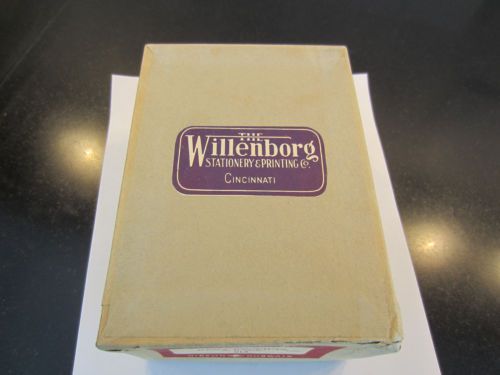 THE
Willenborg
STATIONERY & PRINTING CO.
CINCINNATI